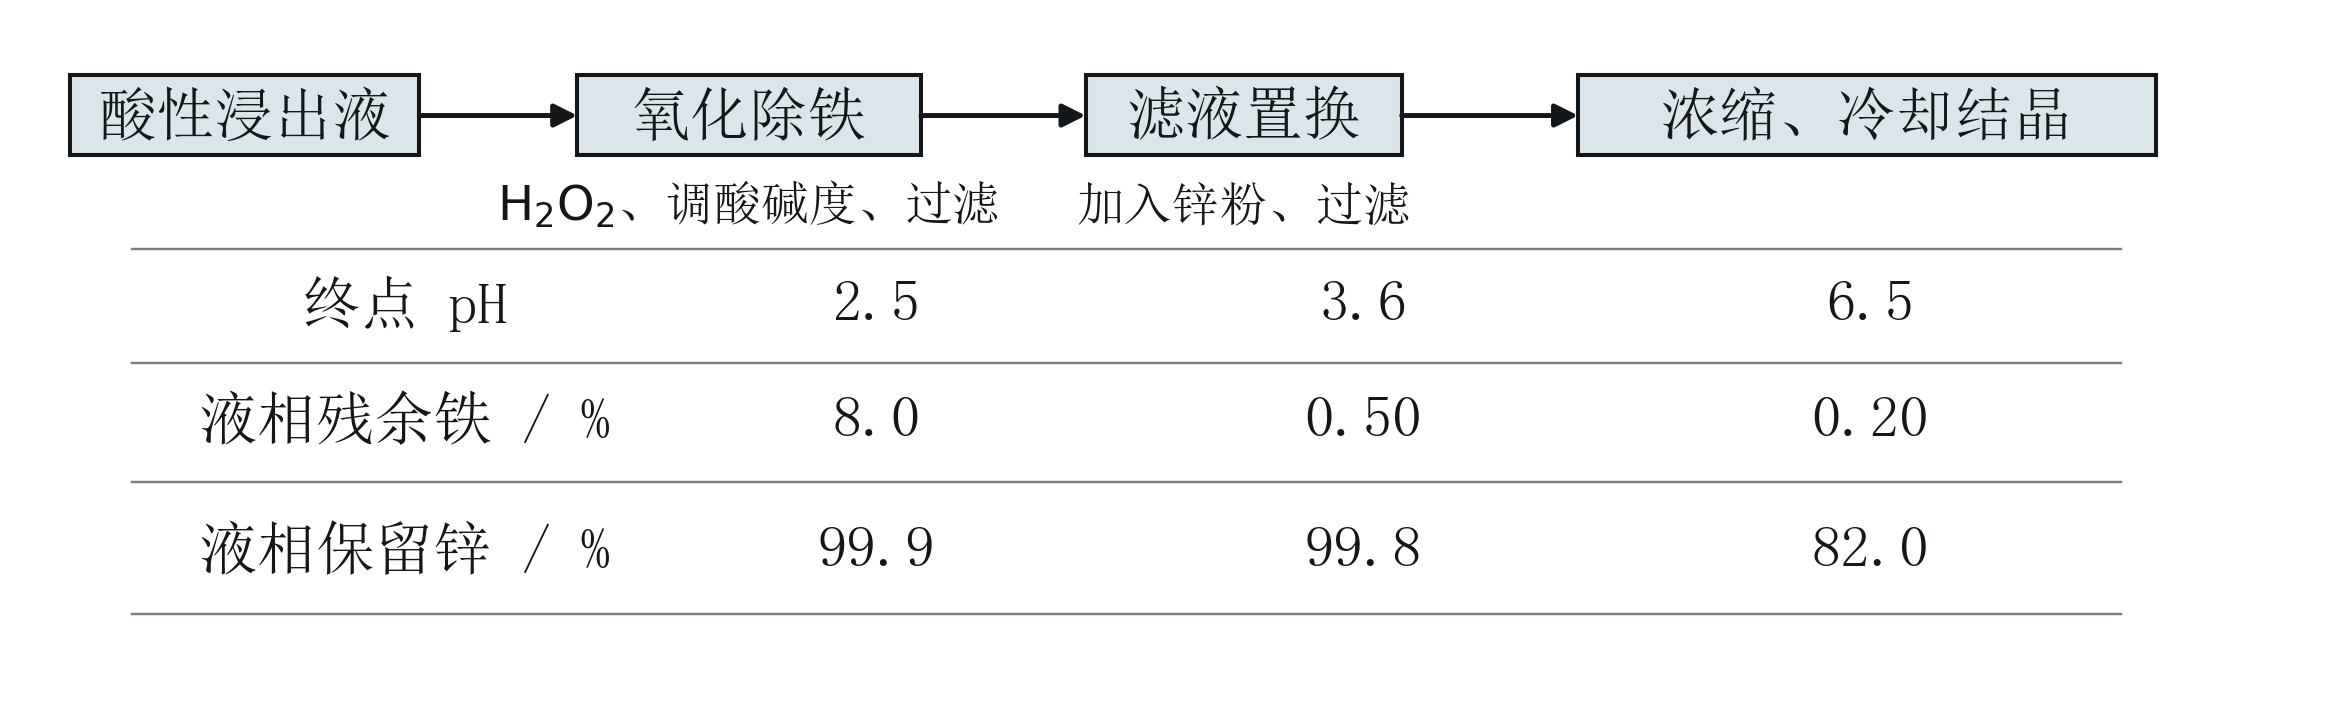 酸性浸出液 氧化除铁 滤液置换 浓缩、冷却结晶
H₂O₂、调酸碱度、过滤 加入锌粉、过滤
终点 pH 2.5 3.6 6.5
液相残余铁 / % 8.0 0.50 0.20
液相保留锌 / % 99.9 99.8 82.0